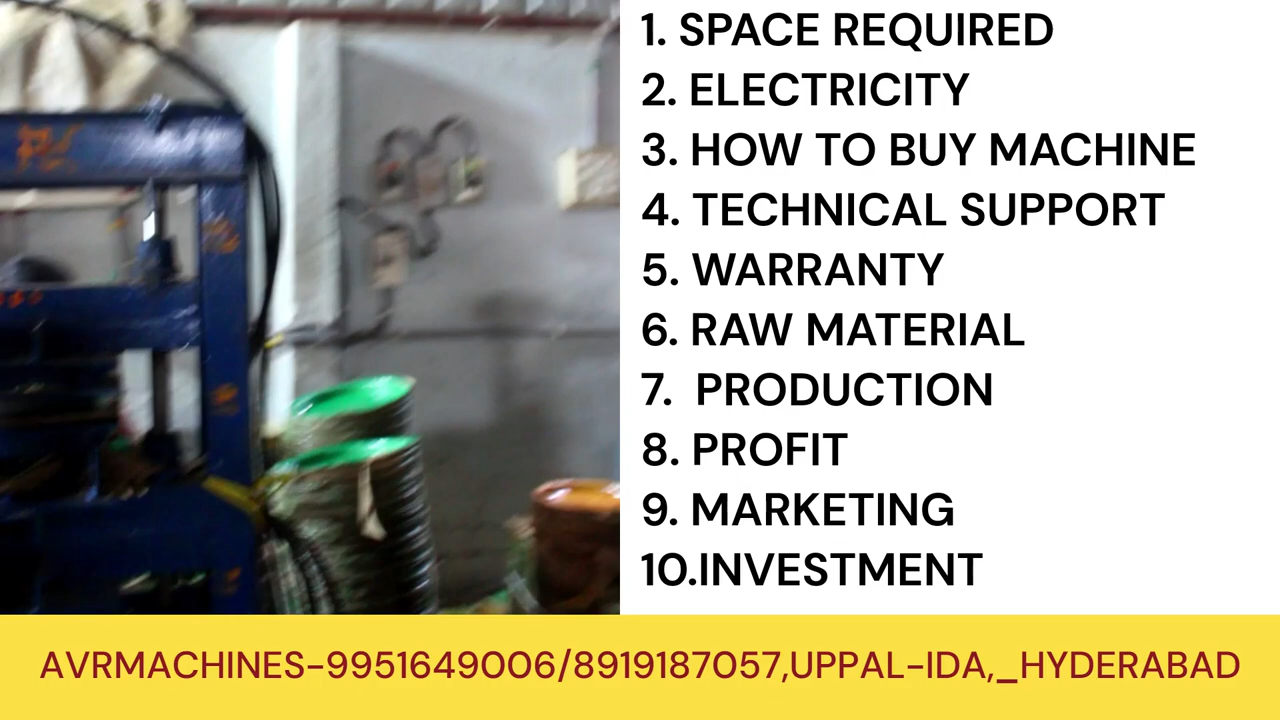 1. SPACE REQUIRED
2. ELECTRICITY
3. HOW TO BUY MACHINE
4. TECHNICAL SUPPORT
5. WARRANTY
6. RAW MATERIAL
7. PRODUCTION
8. PROFIT
9. MARKETING
10.INVESTMENT
AVRMACHINES-9951649006/8919187057,UPPAL-IDA,_HYDERABAD